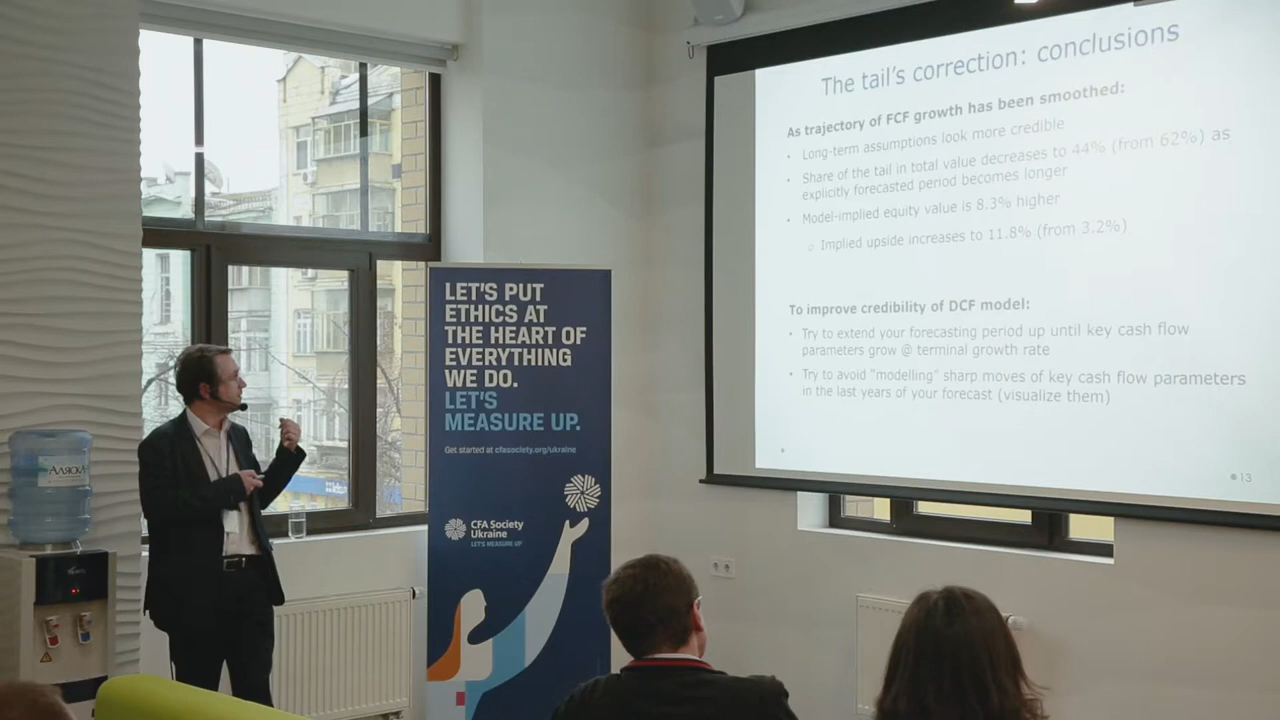 The tail's correction: conclusions
As trajectory of FCF growth has been smoothed:
• Long-term assumptions look more credible
• Share of the tail in total value decreases to 44% (from 62%) as
explicitly forecasted period becomes longer
• Model-implied equity value is 8.3% higher
○ Implied upside increases to 11.8% (from 3.2%)
To improve credibility of DCF model:
• Try to extend your forecasting period up until key cash flow
parameters grow @ terminal growth rate
• Try to avoid "modelling" sharp moves of key cash flow parameters
in the last years of your forecast (visualize them)
13
LET'S PUT
ETHICS AT
THE HEART OF
EVERYTHING
WE DO.
LET'S
MEASURE UP.
Get started at cfasociety.org/ukraine
CFA Society
Ukraine
LET'S MEASURE UP
Аляска